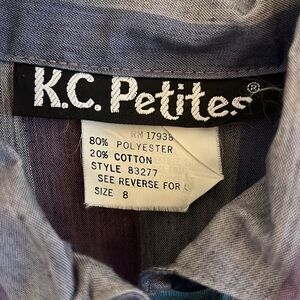 K.C. Petites®
RN 17938
80% POLYESTER
20% COTTON
STYLE 83277
SEE REVERSE FOR
SIZE 8